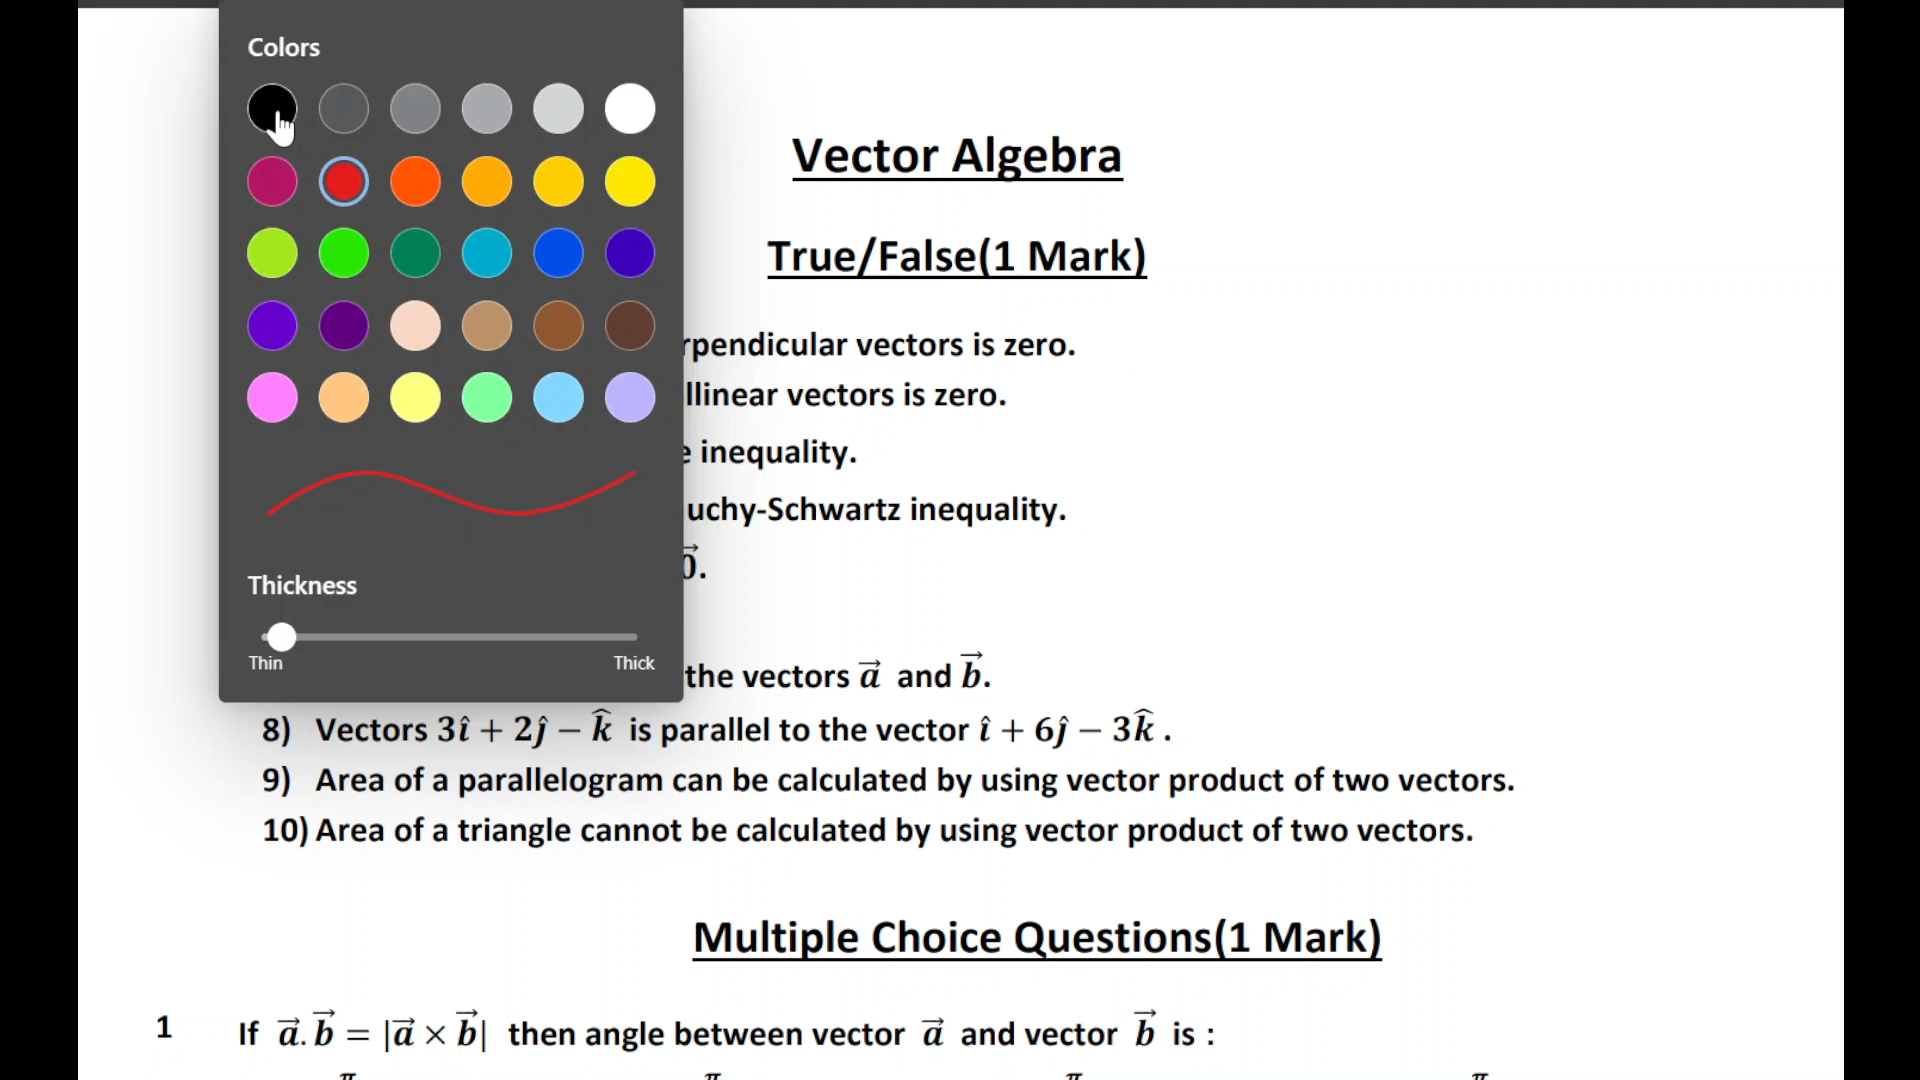 Colors
Vector Algebra
True/False(1 Mark)
rpendicular vectors is zero.
llinear vectors is zero.
inequality.
uchy-Schwartz inequality.
0⃗.
Thickness
Thin Thick
the vectors a⃗ and b⃗.
8) Vectors 3î + 2ĵ − k̂ is parallel to the vector î + 6ĵ − 3k̂ .
9) Area of a parallelogram can be calculated by using vector product of two vectors.
10) Area of a triangle cannot be calculated by using vector product of two vectors.
Multiple Choice Questions(1 Mark)
1 If a⃗. b⃗ = |a⃗ × b⃗| then angle between vector a⃗ and vector b⃗ is :